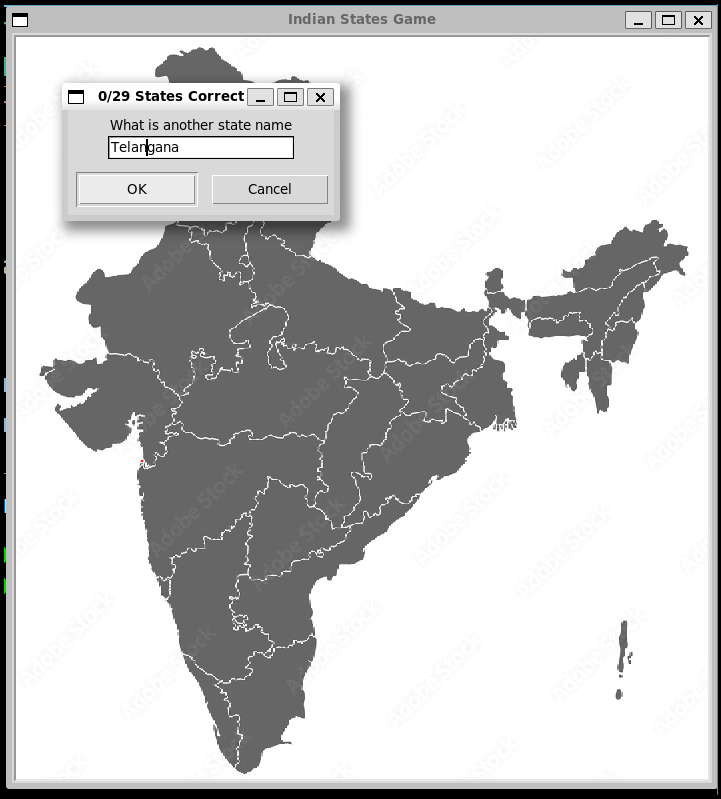 Indian States Game
0/29 States Correct
What is another state name
Telangana
OK
Cancel
Adobe Stock